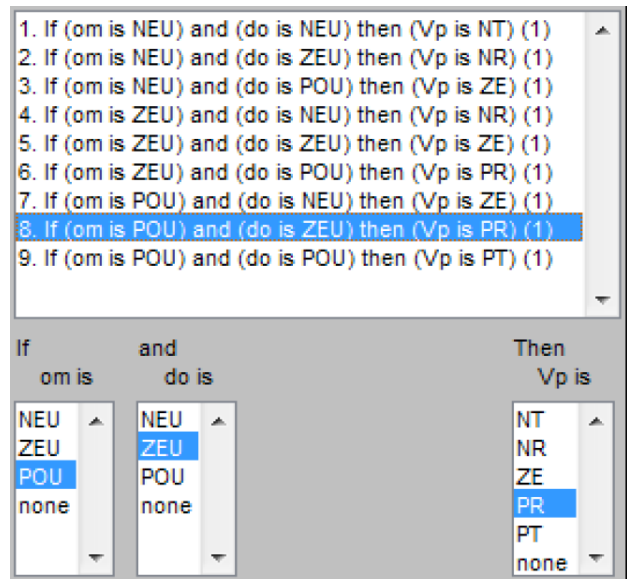 1. If (om is NEU) and (do is NEU) then (Vp is NT) (1)
2. If (om is NEU) and (do is ZEU) then (Vp is NR) (1)
3. If (om is NEU) and (do is POU) then (Vp is ZE) (1)
4. If (om is ZEU) and (do is NEU) then (Vp is NR) (1)
5. If (om is ZEU) and (do is ZEU) then (Vp is ZE) (1)
6. If (om is ZEU) and (do is POU) then (Vp is PR) (1)
7. If (om is POU) and (do is NEU) then (Vp is ZE) (1)
8. If (om is POU) and (do is ZEU) then (Vp is PR) (1)
9. If (om is POU) and (do is POU) then (Vp is PT) (1)
If and Then
om is do is Vp is
NEU NEU NT
ZEU ZEU NR
POU POU ZE
none none PR
PT
none